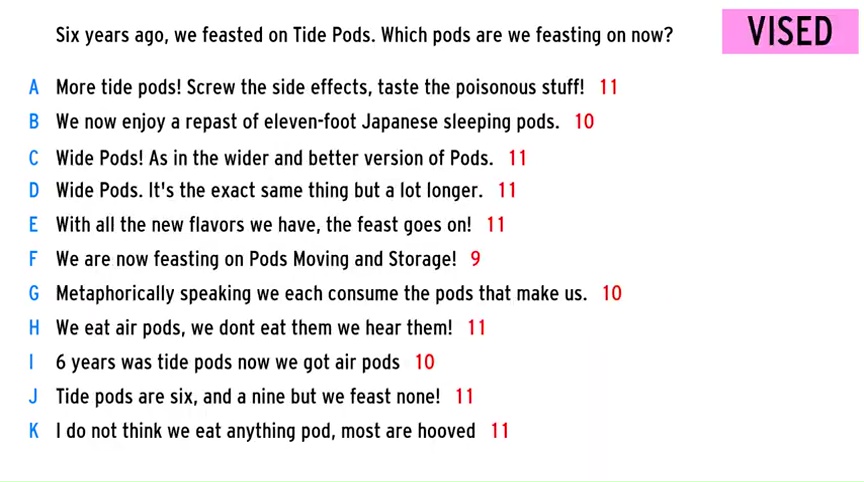 Six years ago, we feasted on Tide Pods. Which pods are we feasting on now?
VISED
A More tide pods! Screw the side effects, taste the poisonous stuff! 11
B We now enjoy a repast of eleven-foot Japanese sleeping pods. 10
C Wide Pods! As in the wider and better version of Pods. 11
D Wide Pods. It's the exact same thing but a lot longer. 11
E With all the new flavors we have, the feast goes on! 11
F We are now feasting on Pods Moving and Storage! 9
G Metaphorically speaking we each consume the pods that make us. 10
H We eat air pods, we dont eat them we hear them! 11
I 6 years was tide pods now we got air pods 10
J Tide pods are six, and a nine but we feast none! 11
K I do not think we eat anything pod, most are hooved 11